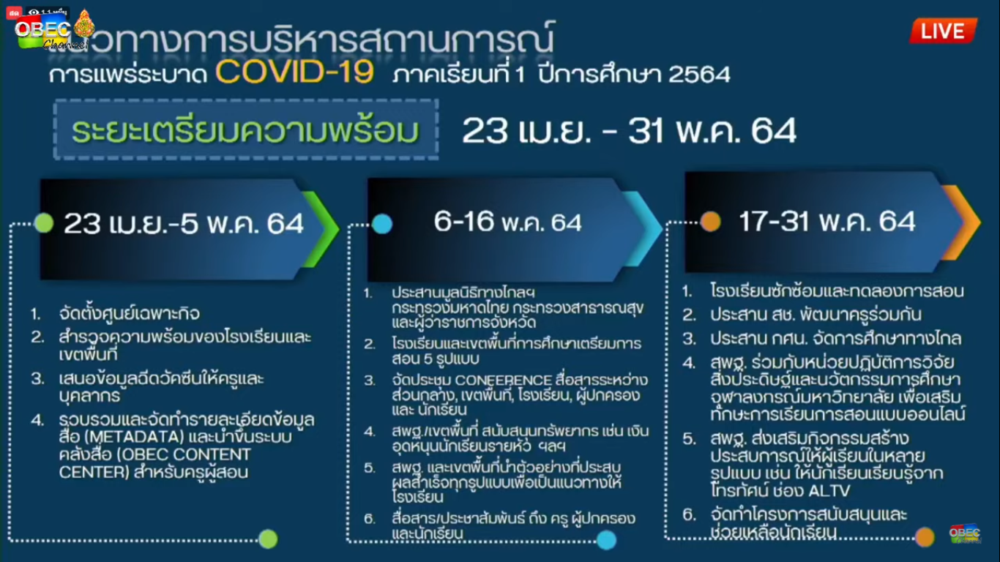 สด 1.1 หมื่น
OBEC
Channel
แนวทางการบริหารสถานการณ์
LIVE
การแพร่ระบาด COVID-19 ภาคเรียนที่ 1 ปีการศึกษา 2564
ระยะเตรียมความพร้อม 23 เม.ย. - 31 พ.ค. 64
23 เม.ย.-5 พ.ค. 64
1. จัดตั้งศูนย์เฉพาะกิจ
2. สำรวจความพร้อมของโรงเรียนและ
เขตพื้นที่
3. เสนอข้อมูลฉีดวัคซีนให้ครูและ
บุคลากร
4. รวบรวมและจัดทำรายละเอียดข้อมูล
สื่อ (METADATA) และนำขึ้นระบบ
คลังสื่อ (OBEC CONTENT
CENTER) สำหรับครูผู้สอน
6-16 พ.ค. 64
1. ประสานมูลนิธิทางไกลฯ
กระทรวงมหาดไทย กระทรวงสาธารณสุข
และผู้ว่าราชการจังหวัด
2. โรงเรียนและเขตพื้นที่การศึกษาเตรียมการ
สอน 5 รูปแบบ
3. จัดประชุม CONFERENCE สื่อสารระหว่าง
ส่วนกลาง, เขตพื้นที่, โรงเรียน, ผู้ปกครอง
และ นักเรียน
4. สพฐ./เขตพื้นที่ สนับสนุนทรัพยากร เช่น เงิน
อุดหนุนนักเรียนรายหัว ฯลฯ
5. สพฐ. และเขตพื้นที่นำตัวอย่างที่ประสบ
ผลสำเร็จทุกรูปแบบเพื่อเป็นแนวทางให้
โรงเรียน
6. สื่อสาร/ประชาสัมพันธ์ ถึง ครู ผู้ปกครอง
และนักเรียน
17-31 พ.ค. 64
1. โรงเรียนซักซ้อมและทดลองการสอน
2. ประสาน สช. พัฒนาครูร่วมกัน
3. ประสาน กศน. จัดการศึกษาทางไกล
4. สพฐ. ร่วมกับหน่วยปฏิบัติการวิจัย
สิ่งประดิษฐ์และนวัตกรรมการศึกษา
จุฬาลงกรณ์มหาวิทยาลัย เพื่อเสริม
ทักษะการเรียนการสอนแบบออนไลน์
5. สพฐ. ส่งเสริมกิจกรรมสร้าง
ประสบการณ์ให้ผู้เรียนในหลาย
รูปแบบ เช่น ให้นักเรียนเรียนรู้จาก
โทรทัศน์ ช่อง ALTV
6. จัดทำโครงการสนับสนุนและ
ช่วยเหลือนักเรียน
OBEC